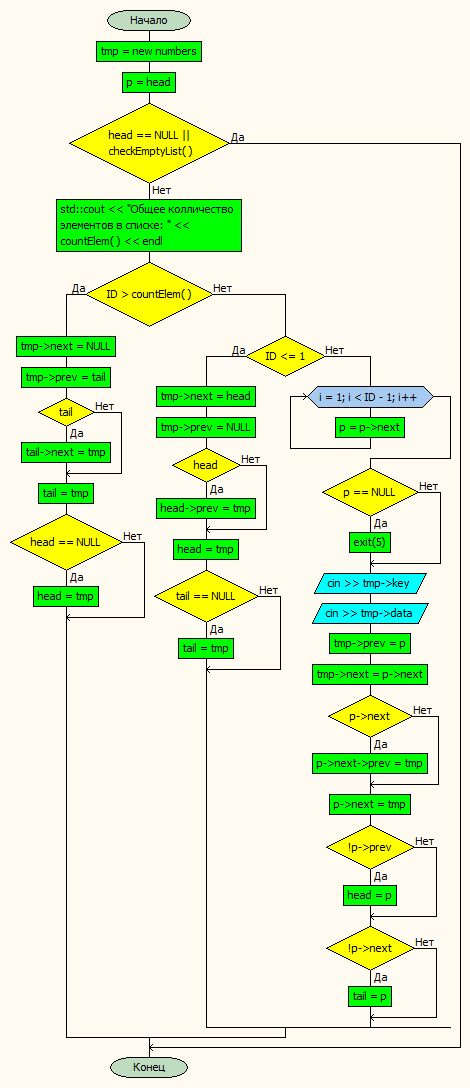 Начало
tmp = new numbers
p = head
head == NULL ||
checkEmptyList( )
Да
Нет
std::cout << "Общее колличество
элементов в списке: " <<
countElem( ) << endl
ID > countElem( )
Да
Нет
tmp->next = NULL
tmp->prev = tail
tail
Нет
Да
tail->next = tmp
tail = tmp
head == NULL
Нет
Да
head = tmp
ID <= 1
Да
Нет
tmp->next = head
tmp->prev = NULL
head
Нет
Да
head->prev = tmp
head = tmp
tail == NULL
Нет
Да
tail = tmp
i = 1; i < ID - 1; i++
p = p->next
p == NULL
Нет
Да
exit(5)
cin >> tmp->key
cin >> tmp->data
tmp->prev = p
tmp->next = p->next
p->next
Нет
Да
p->next->prev = tmp
p->next = tmp
!p->prev
Нет
Да
head = p
!p->next
Нет
Да
tail = p
Конец